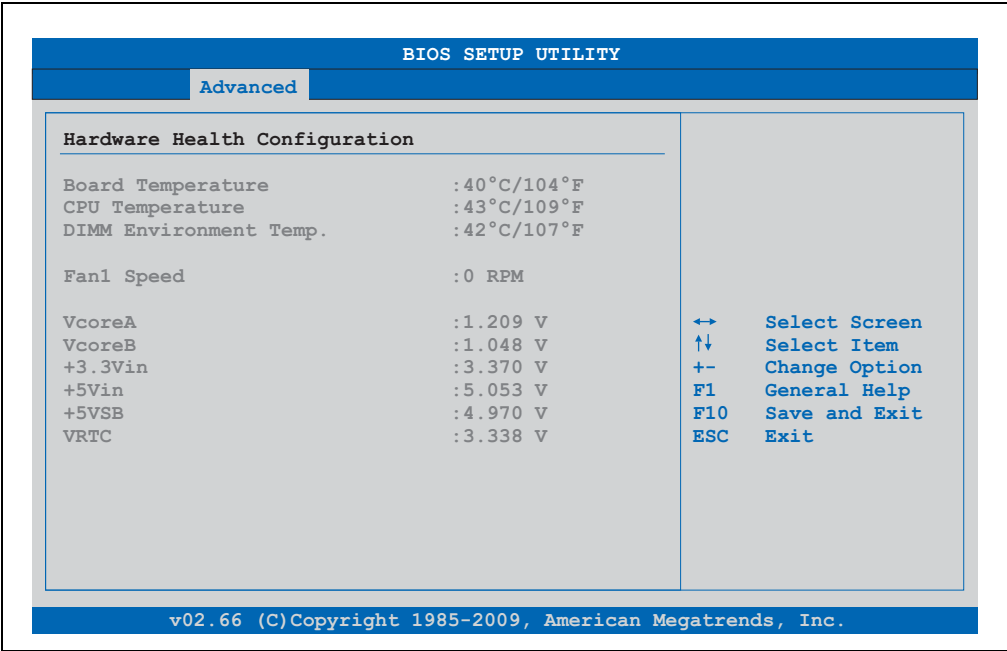 BIOS SETUP UTILITY
Advanced
Hardware Health Configuration
Board Temperature :40°C/104°F
CPU Temperature :43°C/109°F
DIMM Environment Temp. :42°C/107°F
Fan1 Speed :0 RPM
VcoreA :1.209 V
VcoreB :1.048 V
+3.3Vin :3.370 V
+5Vin :5.053 V
+5VSB :4.970 V
VRTC :3.338 V
↔ Select Screen
↑↓ Select Item
+- Change Option
F1 General Help
F10 Save and Exit
ESC Exit
v02.66 (C)Copyright 1985-2009, American Megatrends, Inc.